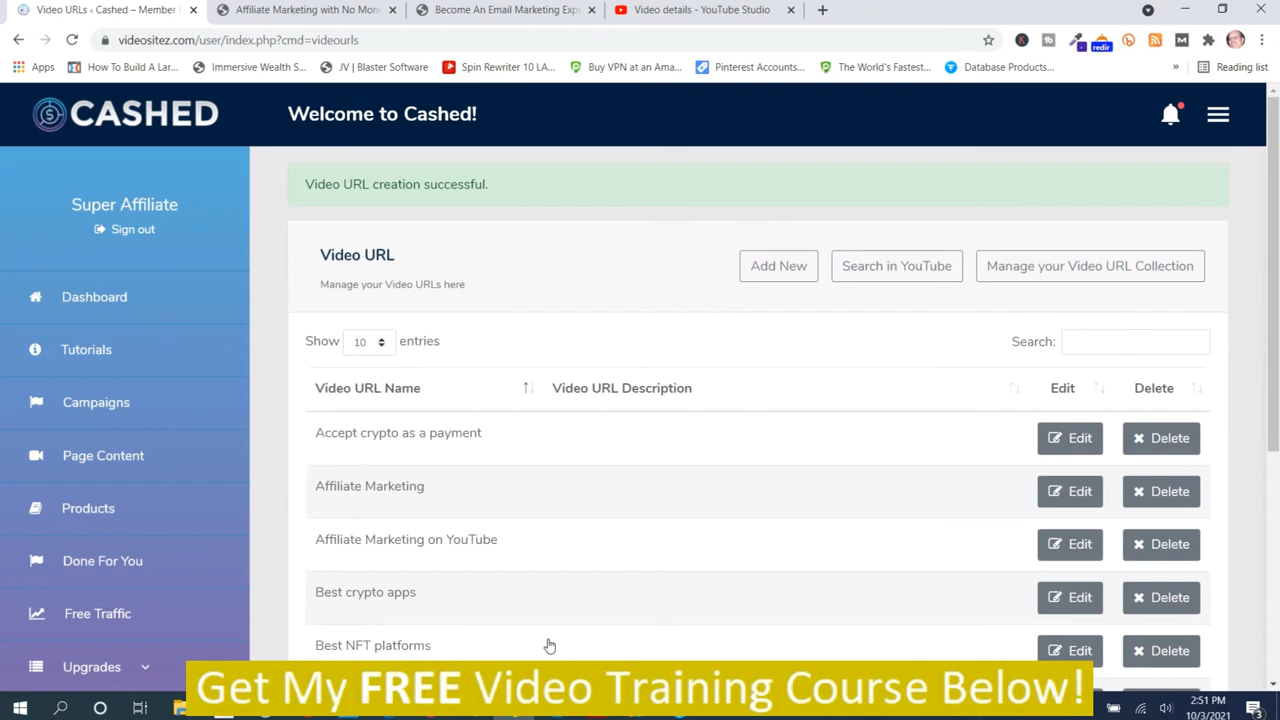 Video URLs ‹ Cashed – Member
Affiliate Marketing with No Mon
Become An Email Marketing Exp
Video details - YouTube Studio
videositez.com/user/index.php?cmd=videourls
redir
Apps
How To Build A Lar...
Immersive Wealth S...
JV | Blaster Software
Spin Rewriter 10 LA...
Buy VPN at an Ama...
Pinterest Accounts...
The World's Fastest...
Database Products...
»
Reading list
CASHED
Welcome to Cashed!
Super Affiliate
Sign out
Dashboard
Tutorials
Campaigns
Page Content
Products
Done For You
Free Traffic
Upgrades
Video URL creation successful.
Video URL
Manage your Video URLs here
Add New
Search in YouTube
Manage your Video URL Collection
Show 10 entries
Search:
Video URL Name
Video URL Description
Edit
Delete
Accept crypto as a payment
Edit
Delete
Affiliate Marketing
Edit
Delete
Affiliate Marketing on YouTube
Edit
Delete
Best crypto apps
Edit
Delete
Best NFT platforms
Edit
Delete
Get My FREE Video Training Course Below!
2:51 PM
10/3/2021
3